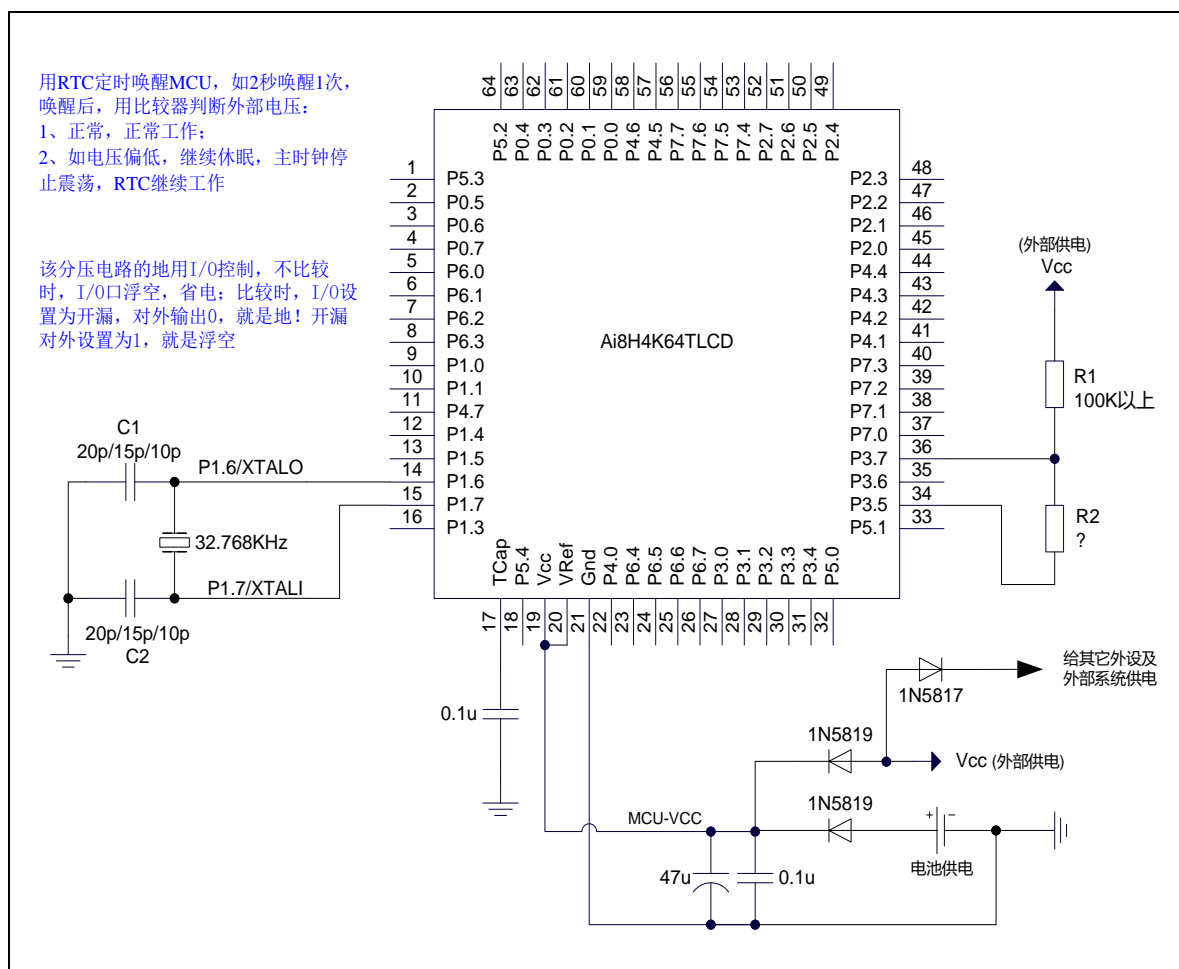 用RTC定时唤醒MCU，如2秒唤醒1次，
唤醒后，用比较器判断外部电压：
1、正常，正常工作；
2、如电压偏低，继续休眠，主时钟停
止震荡，RTC继续工作
该分压电路的地用I/O控制，不比较
时，I/O口浮空，省电；比较时，I/O设
置为开漏，对外输出0，就是地！开漏
对外设置为1，就是浮空
64 63 62 61 60 59 58 57 56 55 54 53 52 51 50 49
P5.2 P0.4 P0.3 P0.2 P0.1 P0.0 P4.6 P4.5 P7.7 P7.6 P7.5 P7.4 P2.7 P2.6 P2.5 P2.4
1 P5.3
2 P0.5
3 P0.6
4 P0.7
5 P6.0
6 P6.1
7 P6.2
8 P6.3
9 P1.0
10 P1.1
11 P4.7
12 P1.4
13 P1.5
14 P1.6
15 P1.7
16 P1.3
Ai8H4K64TLCD
P2.3 48
P2.2 47
P2.1 46
P2.0 45
P4.4 44
P4.3 43
P4.2 42
P4.1 41
P7.3 40
P7.2 39
P7.1 38
P7.0 37
P3.7 36
P3.6 35
P3.5 34
P5.1 33
TCap P5.4 Vcc VRef Gnd P4.0 P6.4 P6.5 P6.6 P6.7 P3.0 P3.1 P3.2 P3.3 P3.4 P5.0
17 18 19 20 21 22 23 24 25 26 27 28 29 30 31 32
C1
20p/15p/10p
P1.6/XTALO
32.768KHz
P1.7/XTALI
20p/15p/10p
C2
(外部供电)
Vcc
R1
100K以上
R2
?
0.1u
给其它外设及
外部系统供电
1N5817
1N5819
Vcc (外部供电)
1N5819
MCU-VCC
+ −
电池供电
47u
0.1u